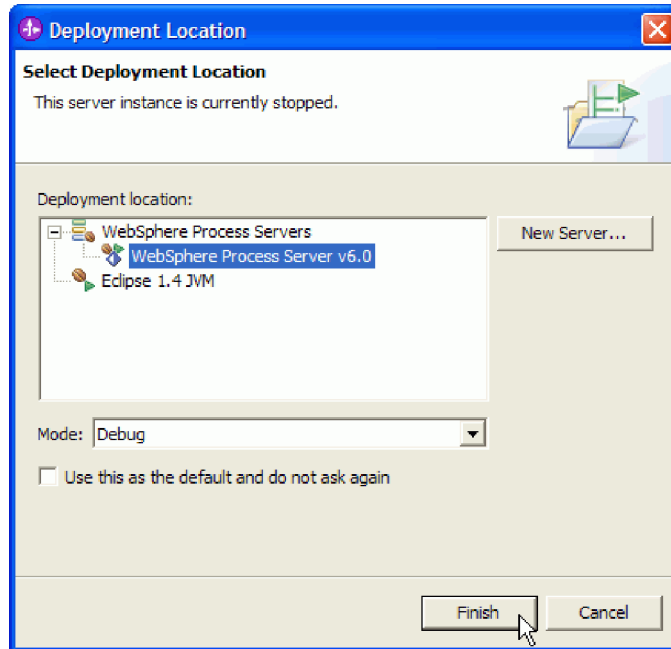 Deployment Location
Select Deployment Location
This server instance is currently stopped.
Deployment location:
WebSphere Process Servers
New Server...
WebSphere Process Server v6.0
Eclipse 1.4 JVM
Mode: Debug
Use this as the default and do not ask again
Finish Cancel